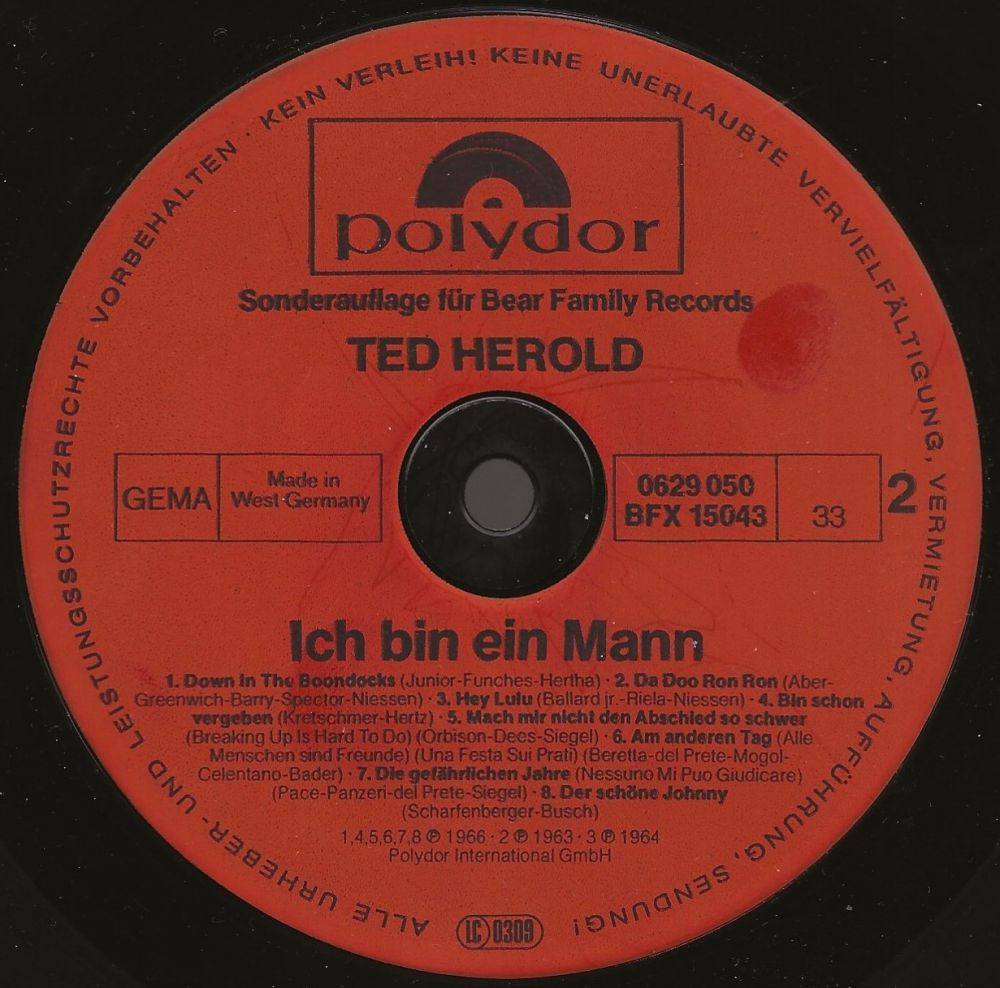 ALLE URHEBER- UND LEISTUNGSSCHUTZRECHTE VORBEHALTEN · KEIN VERLEIH! KEINE UNERLAUBTE VERVIELFÄLTIGUNG, VERMIETUNG, AUFFÜHRUNG, SENDUNG!
polydor
Sonderauflage für Bear Family Records
TED HEROLD
GEMA
Made in
West-Germany
0629 050
BFX 15043
33
2
Ich bin ein Mann
1. Down In The Boondocks (Junior-Funches-Hertha) · 2. Da Doo Ron Ron (Aber-
Greenwich-Barry-Spector-Niessen) · 3. Hey Lulu (Ballard jr.-Riela-Niessen) · 4. Bin schon
vergeben (Kretschmer-Hertz) · 5. Mach mir nicht den Abschied so schwer
(Breaking Up Is Hard To Do) (Orbison-Dees-Siegel) · 6. Am anderen Tag (Alle
Menschen sind Freunde) (Una Festa Sui Prati) (Beretta-del Prete-Mogol-
Celentano-Bader) · 7. Die gefährlichen Jahre (Nessuno Mi Puo Giudicare)
(Pace-Panzeri-del Prete-Siegel) · 8. Der schöne Johnny
(Scharfenberger-Busch)
1,4,5,6,7,8 ℗ 1966 · 2 ℗ 1963 · 3 ℗ 1964
Polydor International GmbH
LC 0309